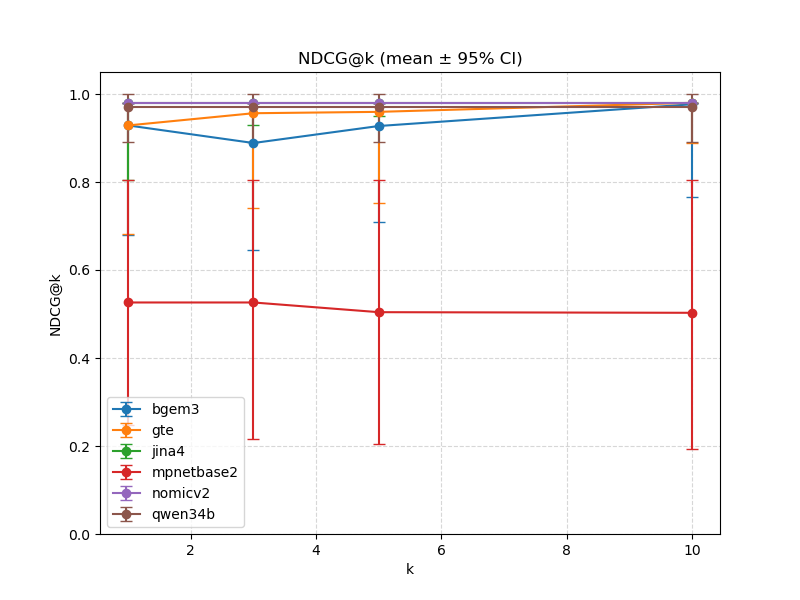 NDCG@k (mean ± 95% CI)
1.0
0.8
0.6
0.4
0.2
0.0
NDCG@k
bgem3
gte
jina4
mpnetbase2
nomicv2
qwen34b
2
4
6
8
10
k